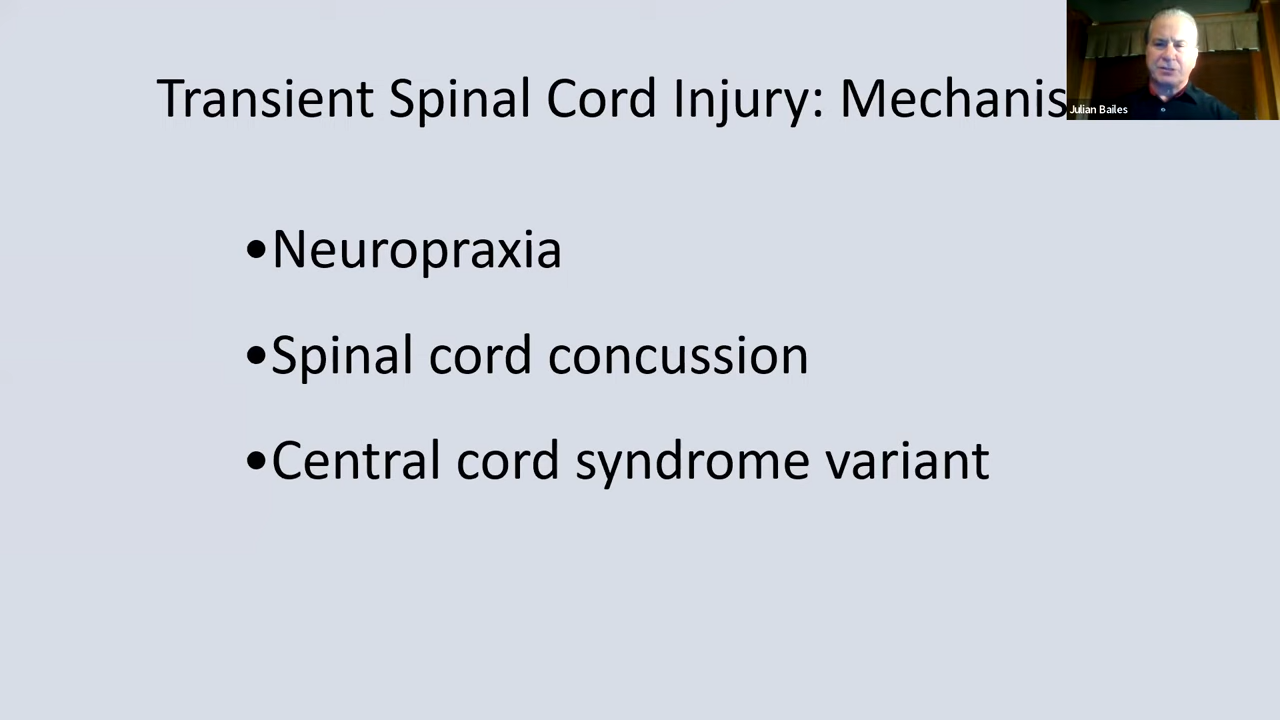 Transient Spinal Cord Injury: Mechanis
Julian Bailes
•Neuropraxia
•Spinal cord concussion
•Central cord syndrome variant